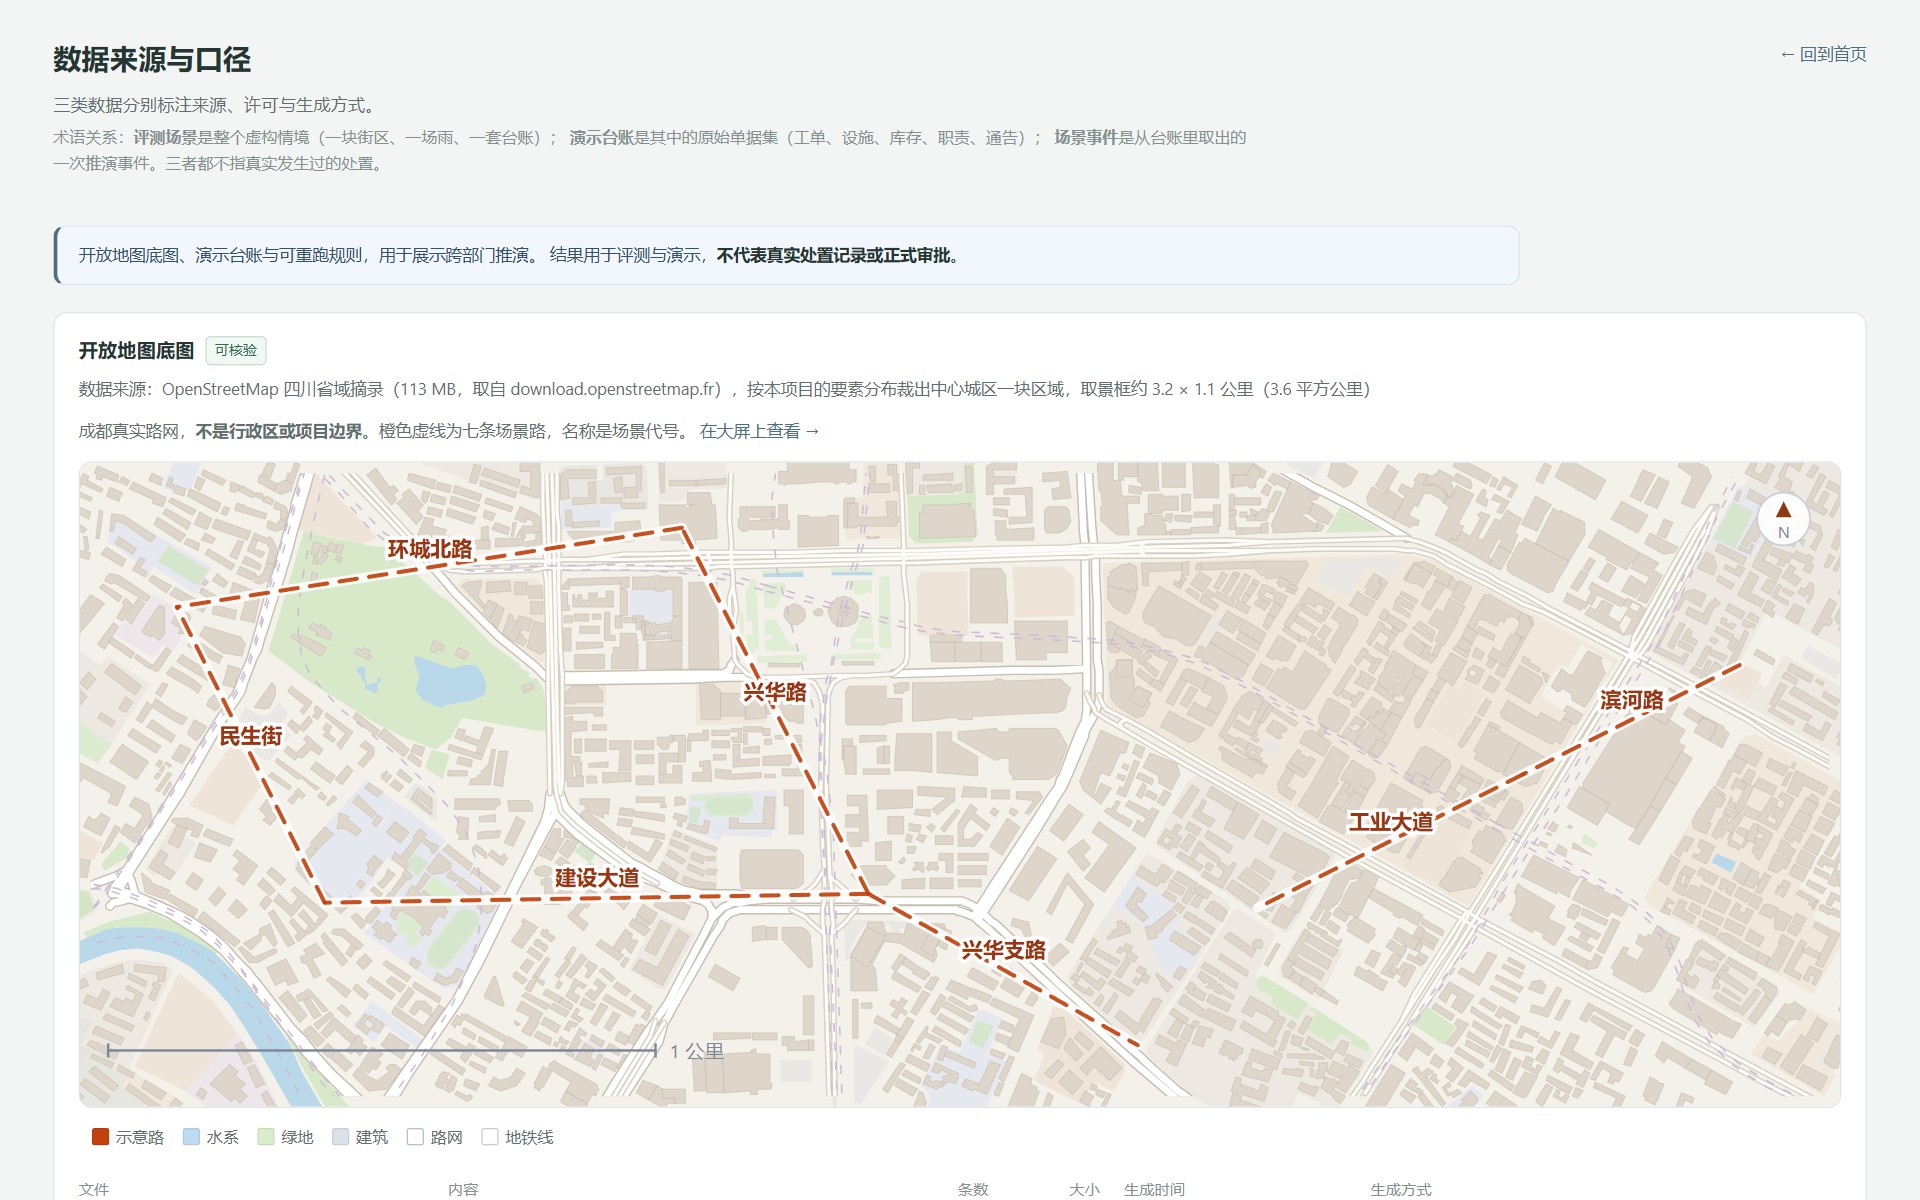 数据来源与口径
← 回到首页
三类数据分别标注来源、许可与生成方式。
术语关系：评测场景是整个虚构情境（一块街区、一场雨、一套台账）； 演示台账是其中的原始单据集（工单、设施、库存、职责、通告）； 场景事件是从台账里取出的
一次推演事件。三者都不指真实发生过的处置。
开放地图底图、演示台账与可重跑规则，用于展示跨部门推演。 结果用于评测与演示，不代表真实处置记录或正式审批。
开放地图底图 可核验
数据来源：OpenStreetMap 四川省域摘录（113 MB，取自 download.openstreetmap.fr），按本项目的要素分布裁出中心城区一块区域，取景框约 3.2 × 1.1 公里（3.6 平方公里）
成都真实路网，不是行政区或项目边界。橙色虚线为七条场景路，名称是场景代号。 在大屏上查看 →
N
环城北路
兴华路
滨河路
民生街
工业大道
建设大道
兴华支路
1 公里
示意路 水系 绿地 建筑 路网 地铁线
文件 内容 条数 大小 生成时间 生成方式